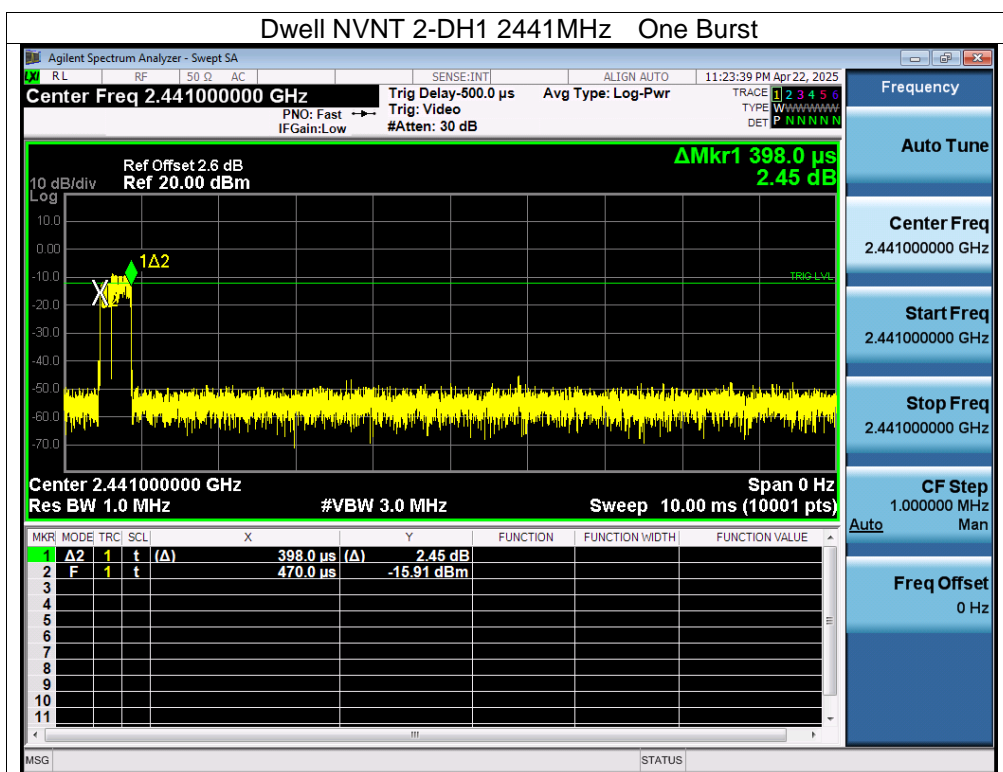 Dwell NVNT 2-DH1 2441MHz One Burst
Agilent Spectrum Analyzer - Swept SA
LXI RL RF 50 Ω AC SENSE:INT ALIGN AUTO 11:23:39 PM Apr 22, 2025
Center Freq 2.441000000 GHz Trig Delay-500.0 μs Avg Type: Log-Pwr TRACE 1 2 3 4 5 6
PNO: Fast Trig: Video TYPE WWWWWW
IFGain:Low #Atten: 30 dB DET P N N N N N
ΔMkr1 398.0 μs
2.45 dB
Ref Offset 2.6 dB
10 dB/div Ref 20.00 dBm
Log
10.0
0.00
1Δ2
-10.0
TRIG LVL
X2
-20.0
-30.0
-40.0
-50.0
-60.0
-70.0
Center 2.441000000 GHz Span 0 Hz
Res BW 1.0 MHz #VBW 3.0 MHz Sweep 10.00 ms (10001 pts)
MKR MODE TRC SCL X Y FUNCTION FUNCTION WIDTH FUNCTION VALUE
1 Δ2 1 t (Δ) 398.0 μs (Δ) 2.45 dB
2 F 1 t 470.0 μs -15.91 dBm
3
4
5
6
7
8
9
10
11
MSG STATUS
Frequency
Auto Tune
Center Freq
2.441000000 GHz
Start Freq
2.441000000 GHz
Stop Freq
2.441000000 GHz
CF Step
1.000000 MHz
Auto Man
Freq Offset
0 Hz